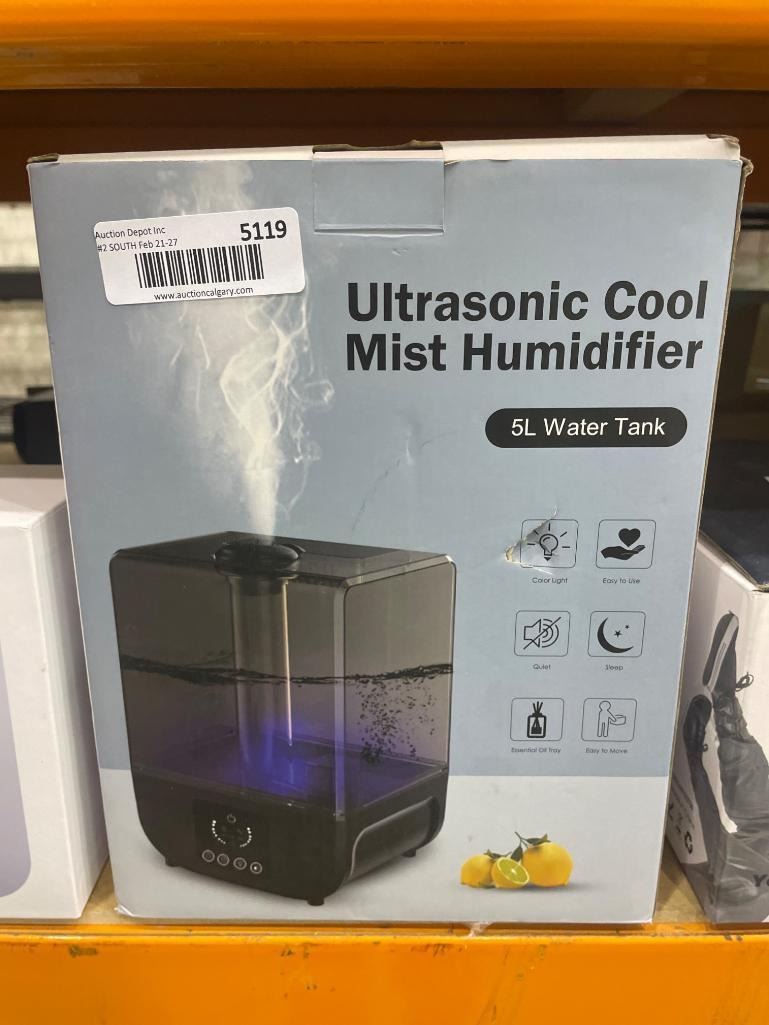 Auction Depot Inc
5119
#2 SOUTH Feb 21-27
www.auctioncalgary.com
Ultrasonic Cool
Mist Humidifier
5L Water Tank
Color Light
Easy to Use
Quiet
Sleep
Essential Oil Tray
Easy to Move